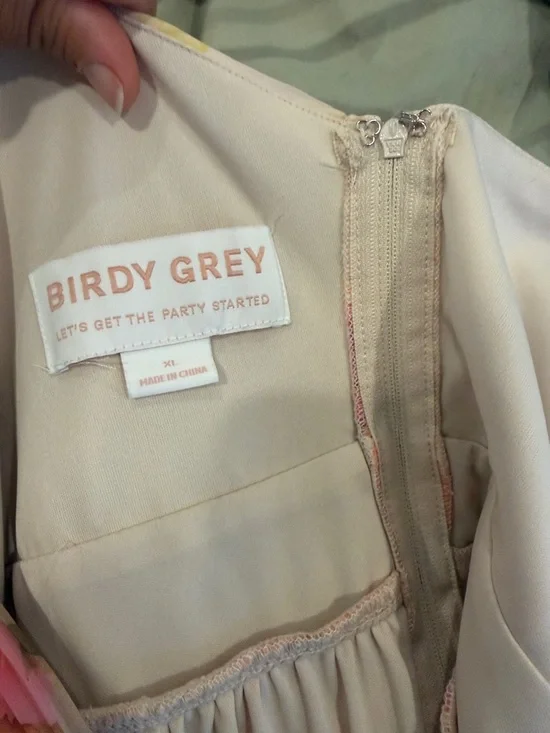 BIRDY GREY
LET'S GET THE PARTY STARTED
XL
MADE IN CHINA